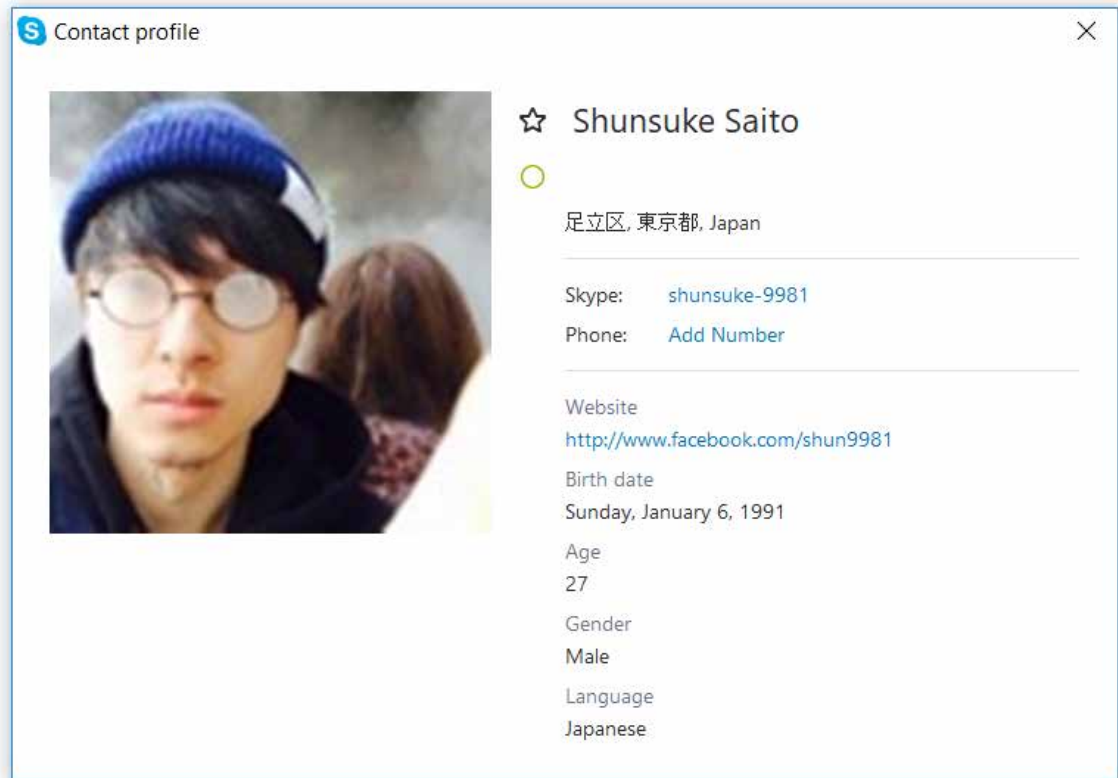 Contact profile
Shunsuke Saito
足立区, 東京都, Japan
Skype: shunsuke-9981
Phone: Add Number
Website
http://www.facebook.com/shun9981
Birth date
Sunday, January 6, 1991
Age
27
Gender
Male
Language
Japanese